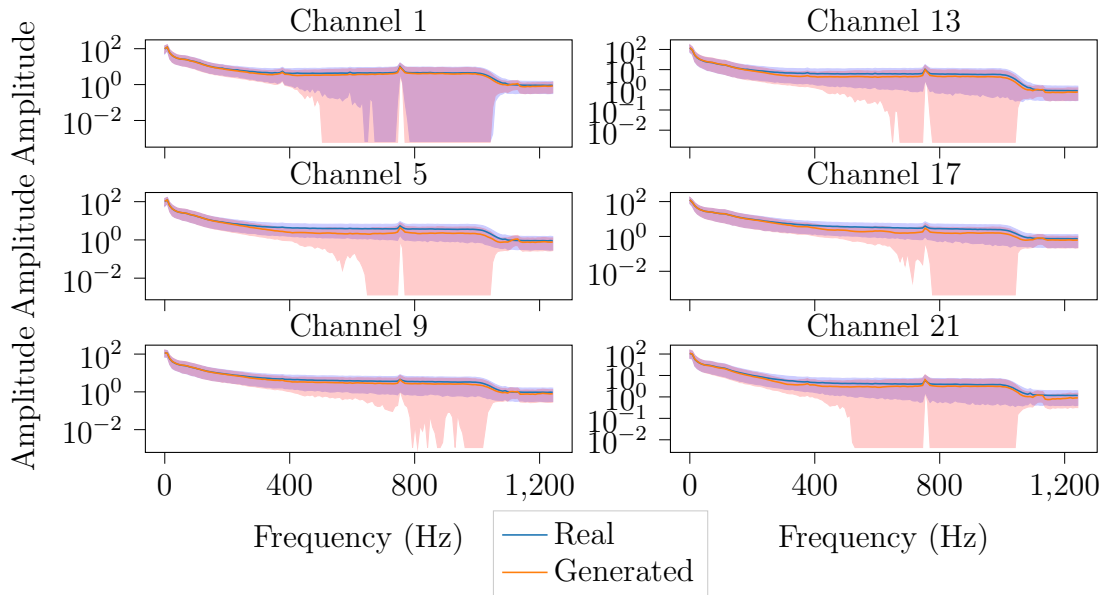 Channel 1
Channel 13
Amplitude
10^2
10^0
10^−2
10^2
10^1
10^0
10^−1
10^−2
Channel 5
Channel 17
Amplitude
10^2
10^0
10^−2
10^2
10^0
10^−2
Channel 9
Channel 21
Amplitude
10^2
10^0
10^−2
10^2
10^1
10^0
10^−1
10^−2
0 400 800 1,200
0 400 800 1,200
Frequency (Hz)
Frequency (Hz)
Real
Generated